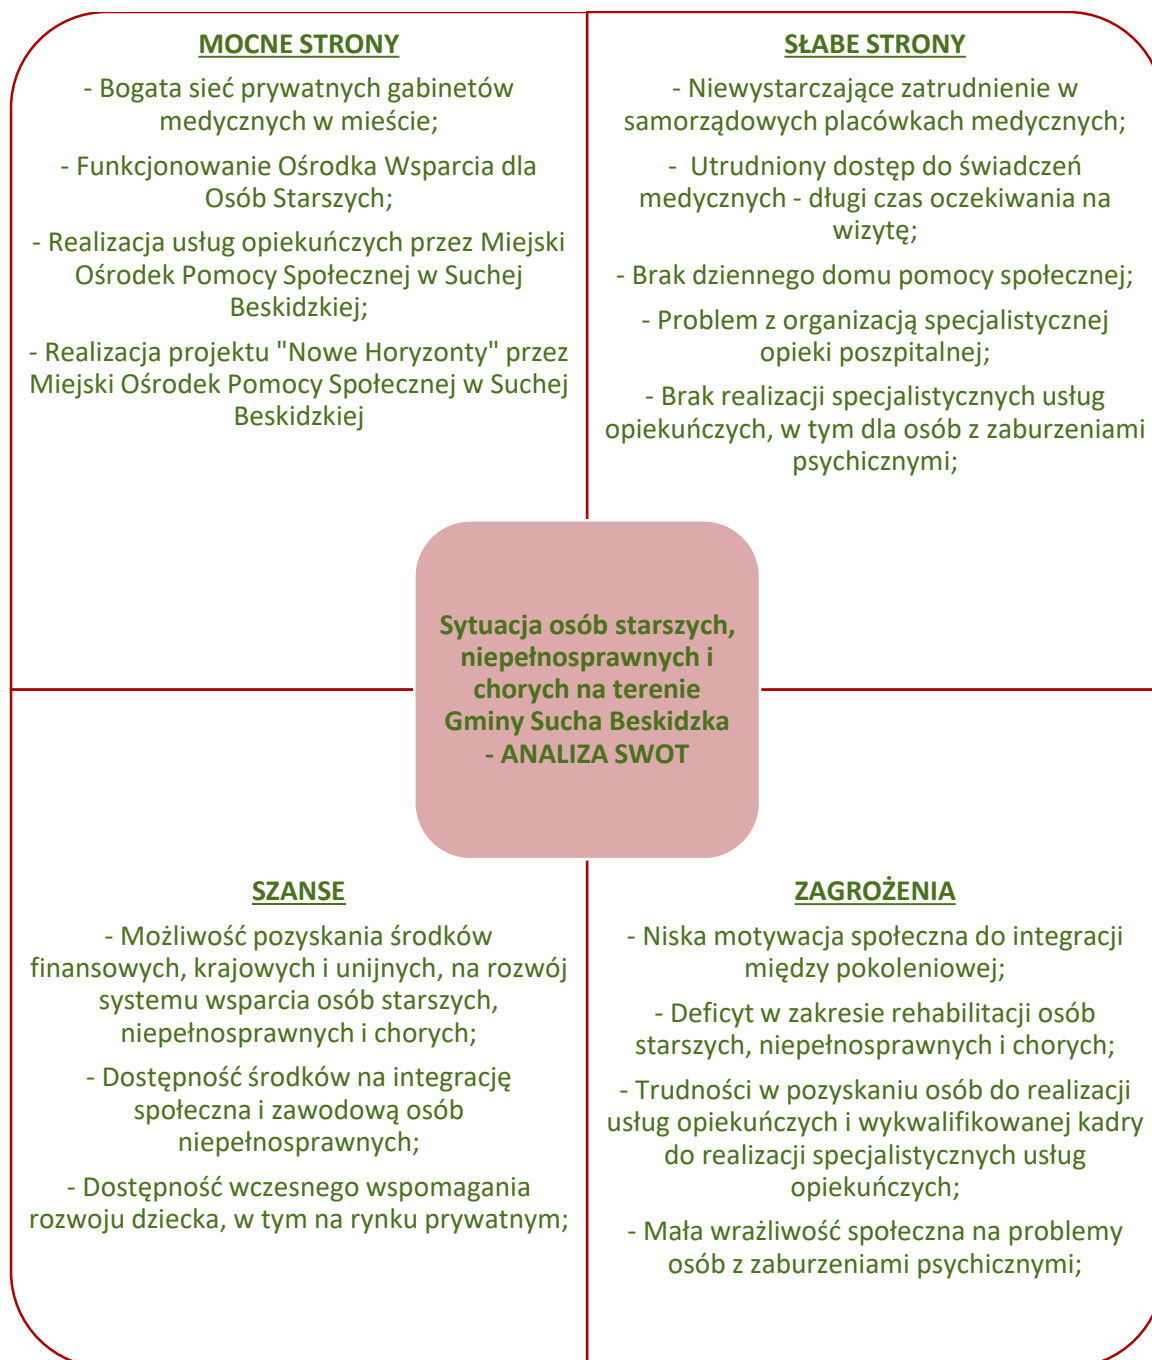 MOCNE STRONY
- Bogata sieć prywatnych gabinetów
medycznych w mieście;
- Funkcjonowanie Ośrodka Wsparcia dla
Osób Starszych;
- Realizacja usług opiekuńczych przez Miejski
Ośrodek Pomocy Społecznej w Suchej
Beskidzkiej;
- Realizacja projektu "Nowe Horyzonty" przez
Miejski Ośrodek Pomocy Społecznej w Suchej
Beskidzkiej
SŁABE STRONY
- Niewystarczające zatrudnienie w
samorządowych placówkach medycznych;
- Utrudniony dostęp do świadczeń
medycznych - długi czas oczekiwania na
wizytę;
- Brak dziennego domu pomocy społecznej;
- Problem z organizacją specjalistycznej
opieki poszpitalnej;
- Brak realizacji specjalistycznych usług
opiekuńczych, w tym dla osób z zaburzeniami
psychicznymi;
Sytuacja osób starszych,
niepełnosprawnych i
chorych na terenie
Gminy Sucha Beskidzka
- ANALIZA SWOT
SZANSE
- Możliwość pozyskania środków
finansowych, krajowych i unijnych, na rozwój
systemu wsparcia osób starszych,
niepełnosprawnych i chorych;
- Dostępność środków na integrację
społeczna i zawodową osób
niepełnosprawnych;
- Dostępność wczesnego wspomagania
rozwoju dziecka, w tym na rynku prywatnym;
ZAGROŻENIA
- Niska motywacja społeczna do integracji
między pokoleniowej;
- Deficyt w zakresie rehabilitacji osób
starszych, niepełnosprawnych i chorych;
- Trudności w pozyskaniu osób do realizacji
usług opiekuńczych i wykwalifikowanej kadry
do realizacji specjalistycznych usług
opiekuńczych;
- Mała wrażliwość społeczna na problemy
osób z zaburzeniami psychicznymi;